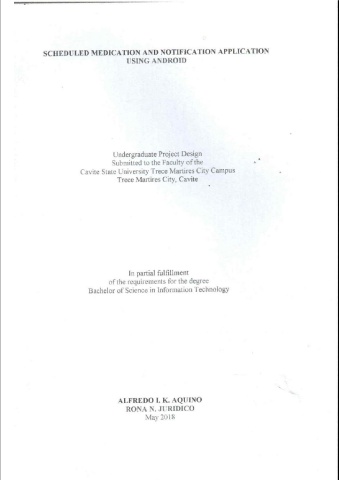 SCHEDULED MEDICATION AND NOTIFICATION APPLICATION
USING ANDROID
Undergraduate Project Design
Submitted to the Faculty of the
Cavite State University Trece Martires City Campus
Trece Martires City, Cavite
In partial fulfillment
of the requirements for the degree
Bachelor of Science in Information Technology
ALFREDO I. K. AQUINO
RONA N. JURIDICO
May 2018